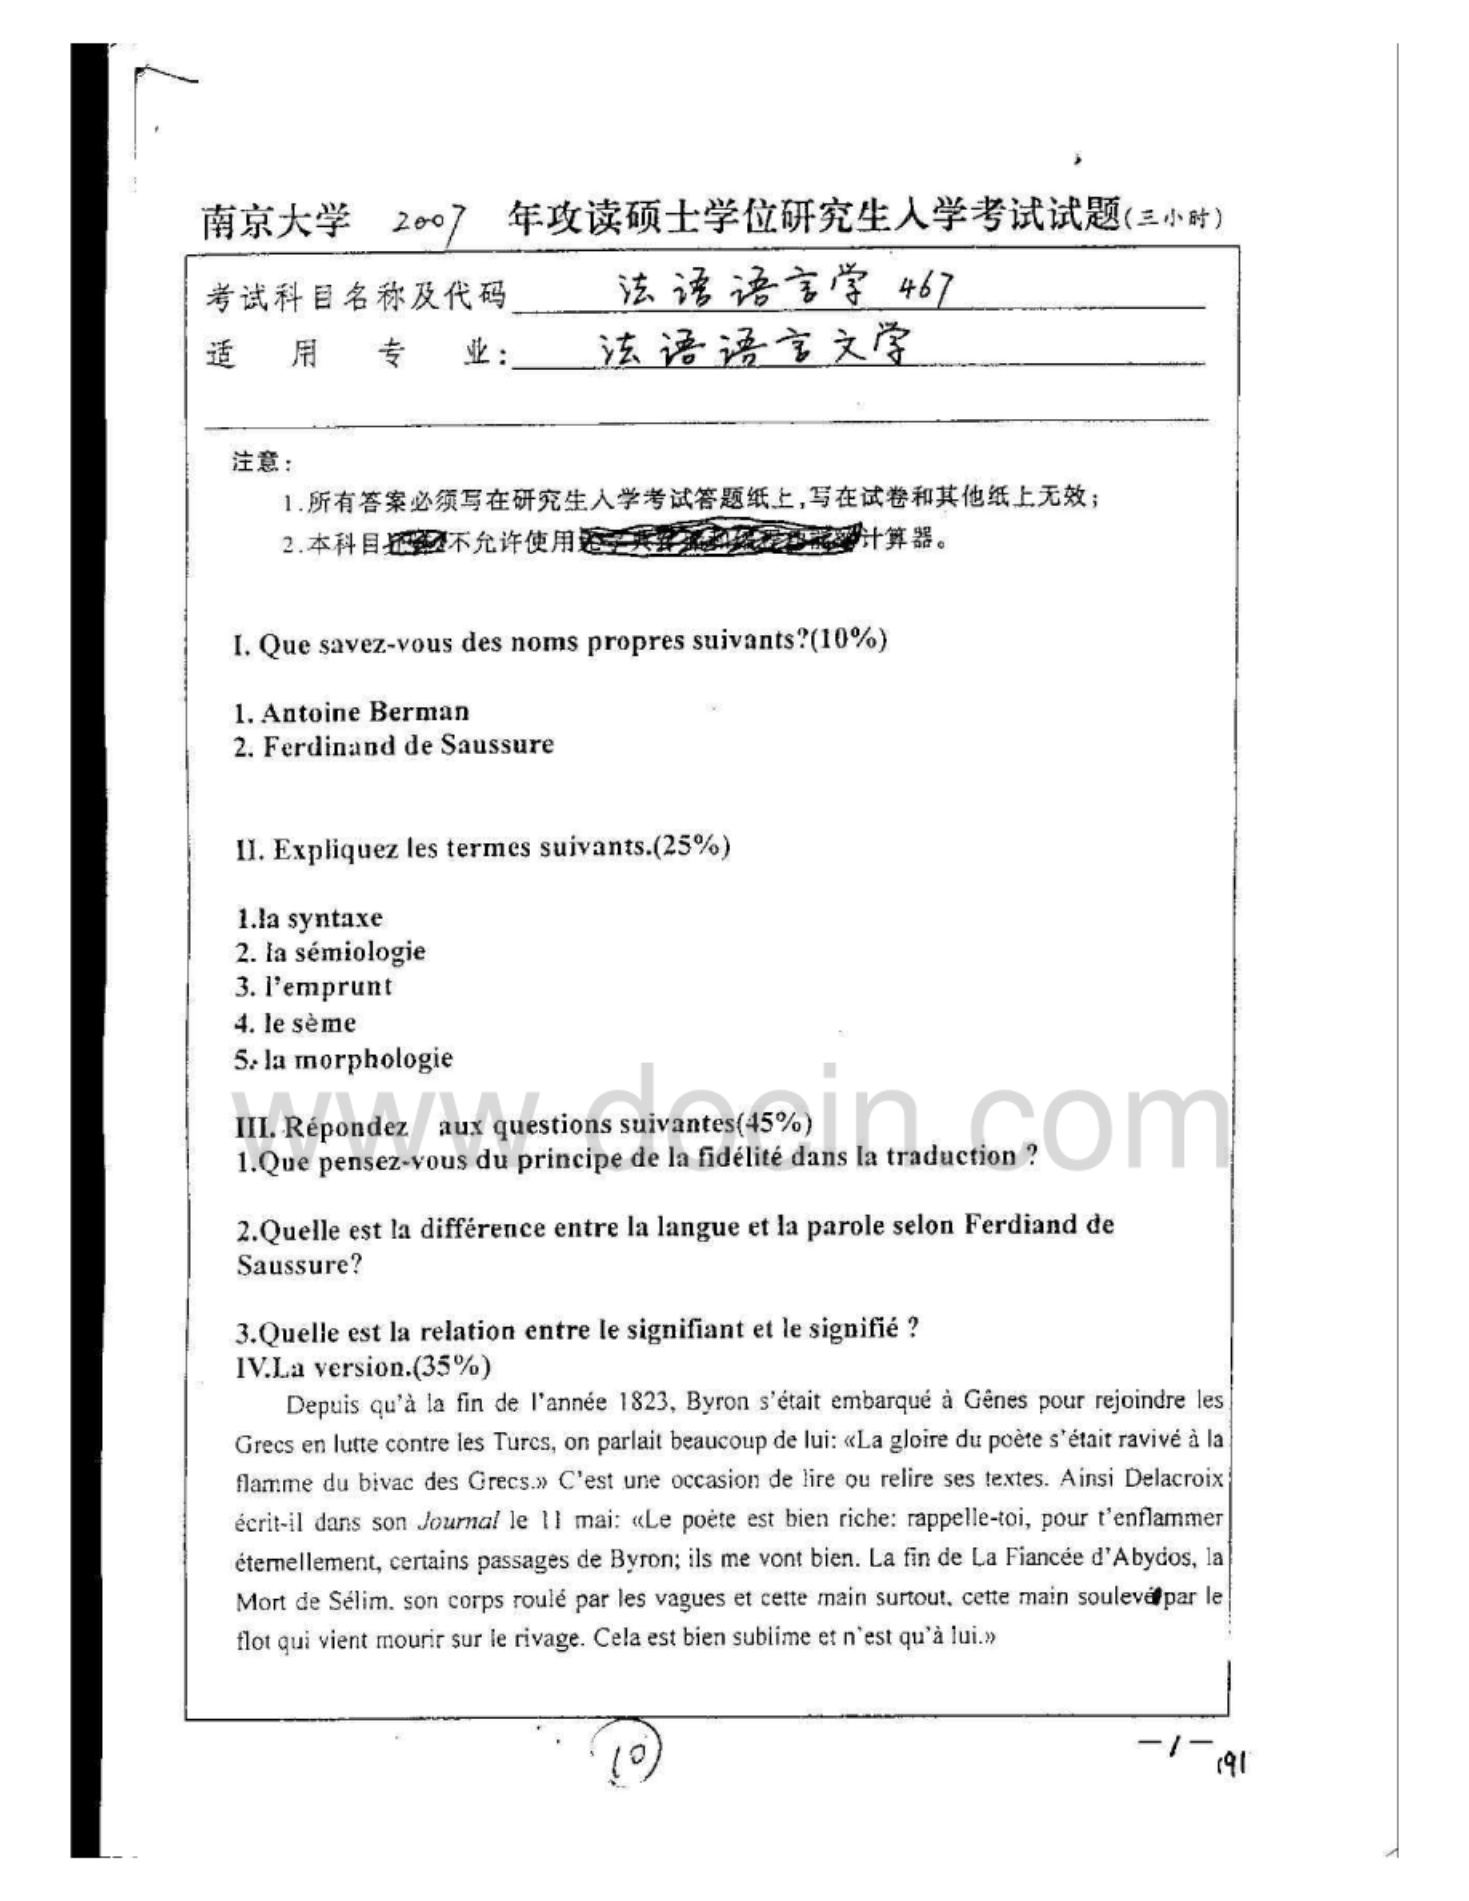 南京大学 2007 年攻读硕士学位研究生入学考试试题(三小时)
考试科目名称及代码 法语语言学 467
适用专业: 法语语言文学
注意:
1.所有答案必须写在研究生入学考试答题纸上,写在试卷和其他纸上无效;
2.本科目不允许使用计算器。
I. Que savez-vous des noms propres suivants?(10%)
1. Antoine Berman
2. Ferdinand de Saussure
II. Expliquez les termes suivants.(25%)
1.la syntaxe
2. la sémiologie
3. l'emprunt
4. le sème
5. la morphologie
www.docin.com
III. Répondez aux questions suivantes(45%)
1.Que pensez-vous du principe de la fidélité dans la traduction ?
2.Quelle est la différence entre la langue et la parole selon Ferdiand de
Saussure?
3.Quelle est la relation entre le signifiant et le signifié ?
IV.La version.(35%)
Depuis qu'à la fin de l'année 1823, Byron s'était embarqué à Gênes pour rejoindre les
Grecs en lutte contre les Turcs, on parlait beaucoup de lui: «La gloire du poète s'était ravivé à la
flamme du bivac des Grecs.» C'est une occasion de lire ou relire ses textes. Ainsi Delacroix
écrit-il dans son Journal le 11 mai: «Le poète est bien riche: rappelle-toi, pour t'enflammer
éternellement, certains passages de Byron; ils me vont bien. La fin de La Fiancée d'Abydos, la
Mort de Sélim, son corps roulé par les vagues et cette main surtout, cette main soulevé par le
flot qui vient mourir sur le rivage. Cela est bien sublime et n'est qu'à lui.»
10
-1-
191